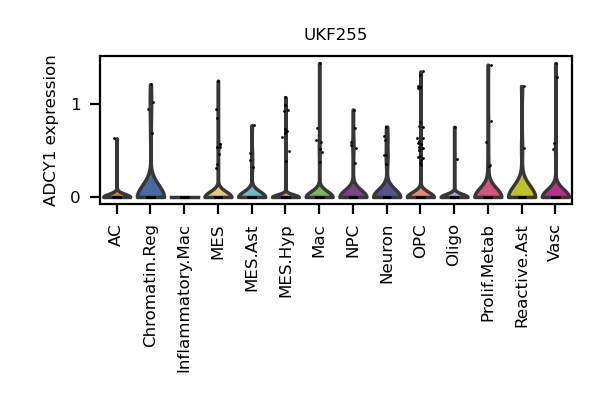 UKF255
ADCY1 expression
1
0
AC
Chromatin.Reg
Inflammatory.Mac
MES
MES.Ast
MES.Hyp
Mac
NPC
Neuron
OPC
Oligo
Prolif.Metab
Reactive.Ast
Vasc